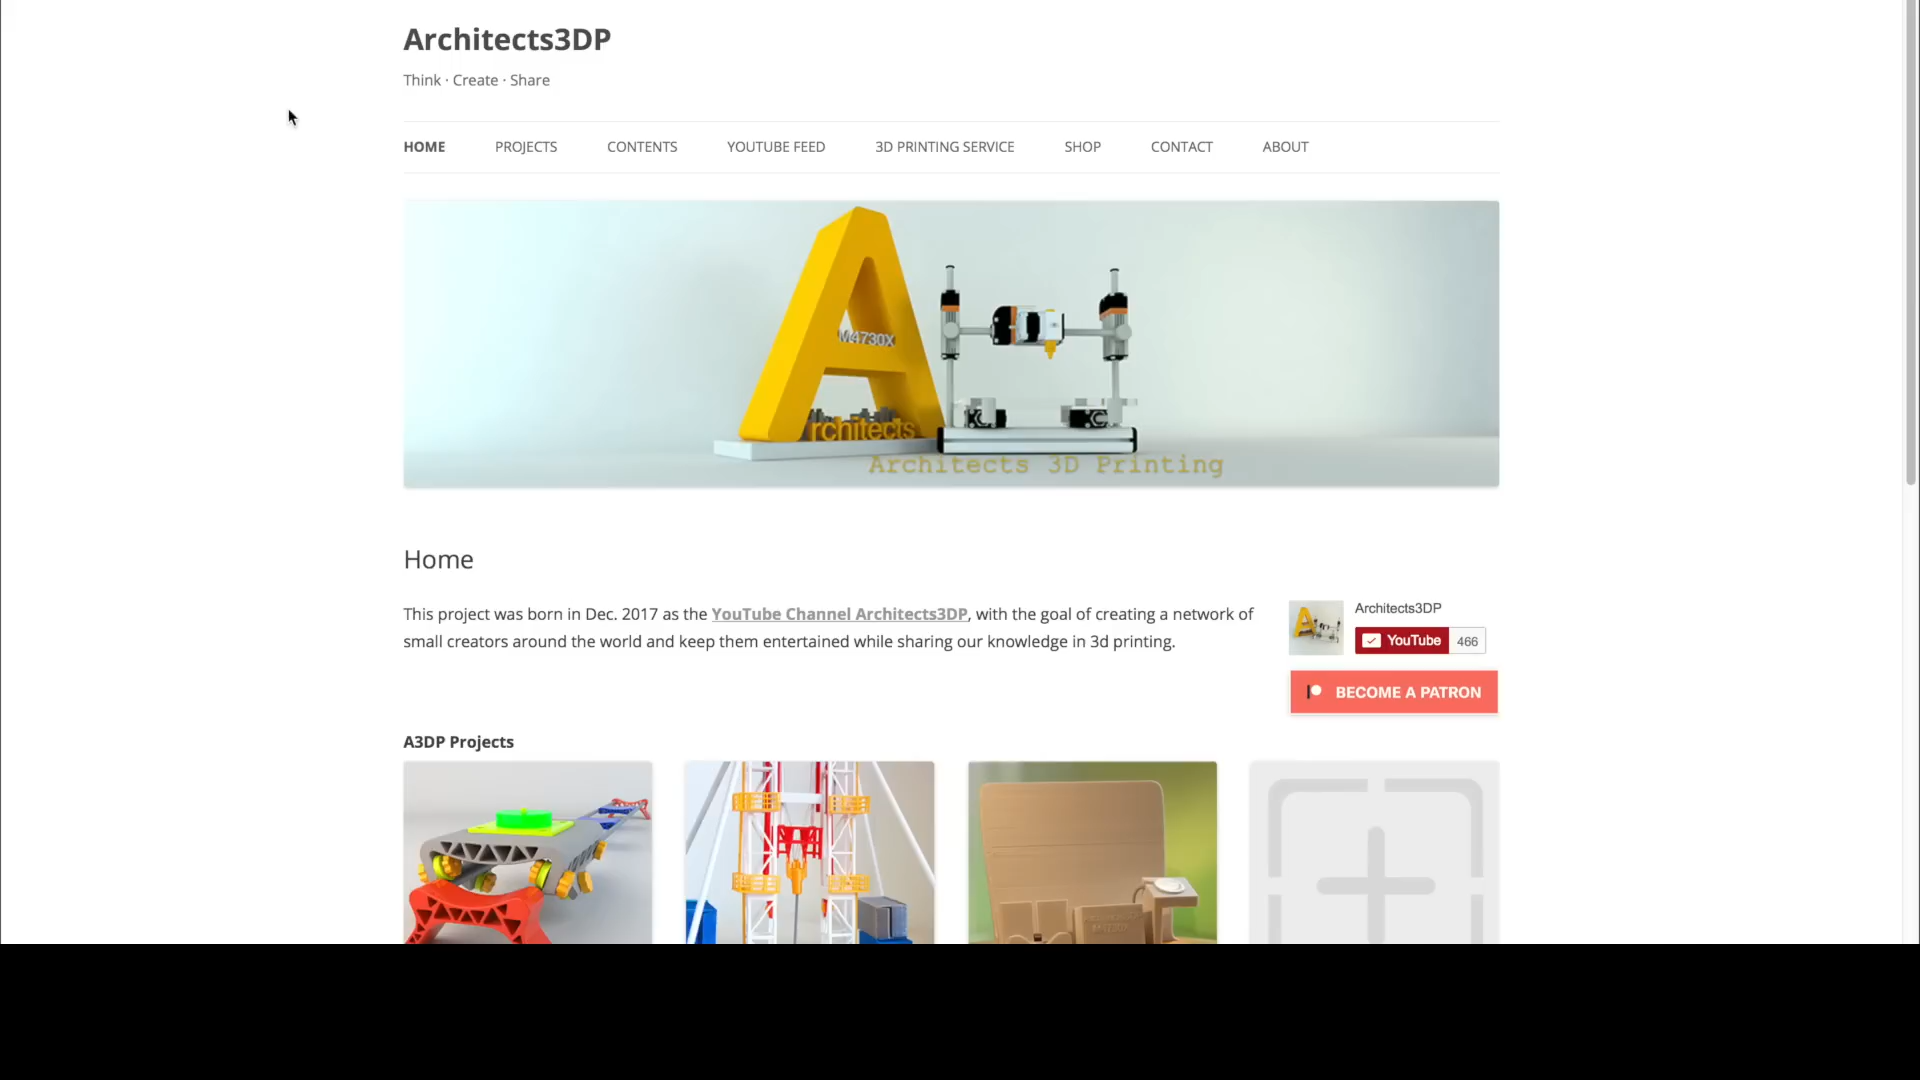 Architects3DP
Think · Create · Share
HOME PROJECTS CONTENTS YOUTUBE FEED 3D PRINTING SERVICE SHOP CONTACT ABOUT
M4730X
rchitects
Architects 3D Printing
Home
This project was born in Dec. 2017 as the YouTube Channel Architects3DP, with the goal of creating a network of
small creators around the world and keep them entertained while sharing our knowledge in 3d printing.
Architects3DP
YouTube 466
BECOME A PATRON
A3DP Projects